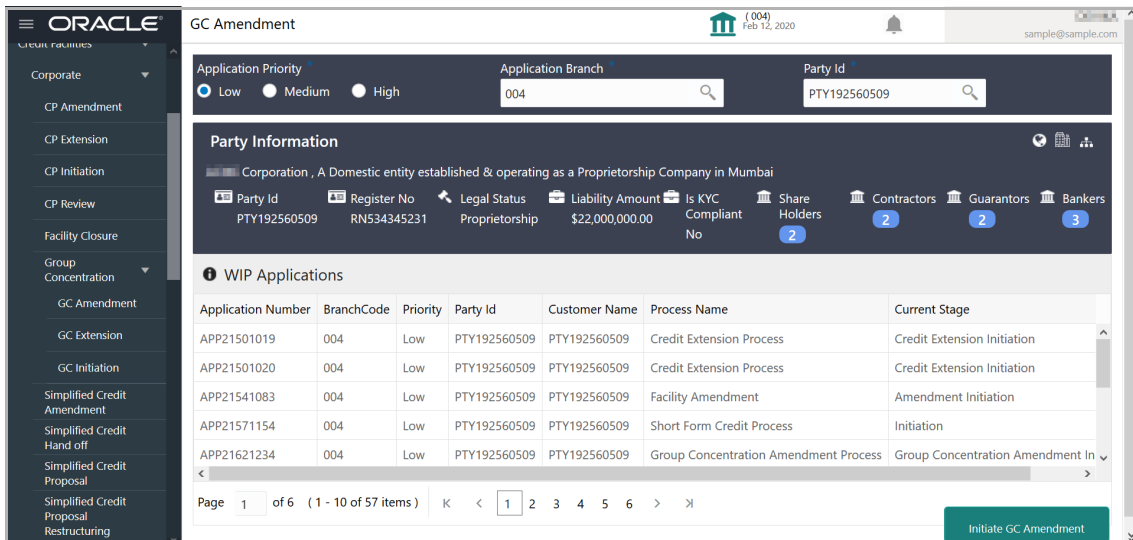 ORACLE
GC Amendment
( 004)
Feb 12, 2020
sample@sample.com
Credit Facilities
Corporate
CP Amendment
CP Extension
CP Initiation
CP Review
Facility Closure
Group
Concentration
GC Amendment
GC Extension
GC Initiation
Simplified Credit
Amendment
Simplified Credit
Hand off
Simplified Credit
Proposal
Simplified Credit
Proposal
Restructuring
Application Priority *
Low Medium High
Application Branch *
004
Party Id *
PTY192560509
Party Information
Corporation , A Domestic entity established & operating as a Proprietorship Company in Mumbai
Party Id
PTY192560509
Register No
RN534345231
Legal Status
Proprietorship
Liability Amount
$22,000,000.00
Is KYC
Compliant
No
Share
Holders
2
Contractors
2
Guarantors
2
Bankers
3
WIP Applications
Application Number BranchCode Priority Party Id Customer Name Process Name Current Stage
APP21501019 004 Low PTY192560509 PTY192560509 Credit Extension Process Credit Extension Initiation
APP21501020 004 Low PTY192560509 PTY192560509 Credit Extension Process Credit Extension Initiation
APP21541083 004 Low PTY192560509 PTY192560509 Facility Amendment Amendment Initiation
APP21571154 004 Low PTY192560509 PTY192560509 Short Form Credit Process Initiation
APP21621234 004 Low PTY192560509 PTY192560509 Group Concentration Amendment Process Group Concentration Amendment In
Page 1 of 6 ( 1 - 10 of 57 items ) 1 2 3 4 5 6
Initiate GC Amendment